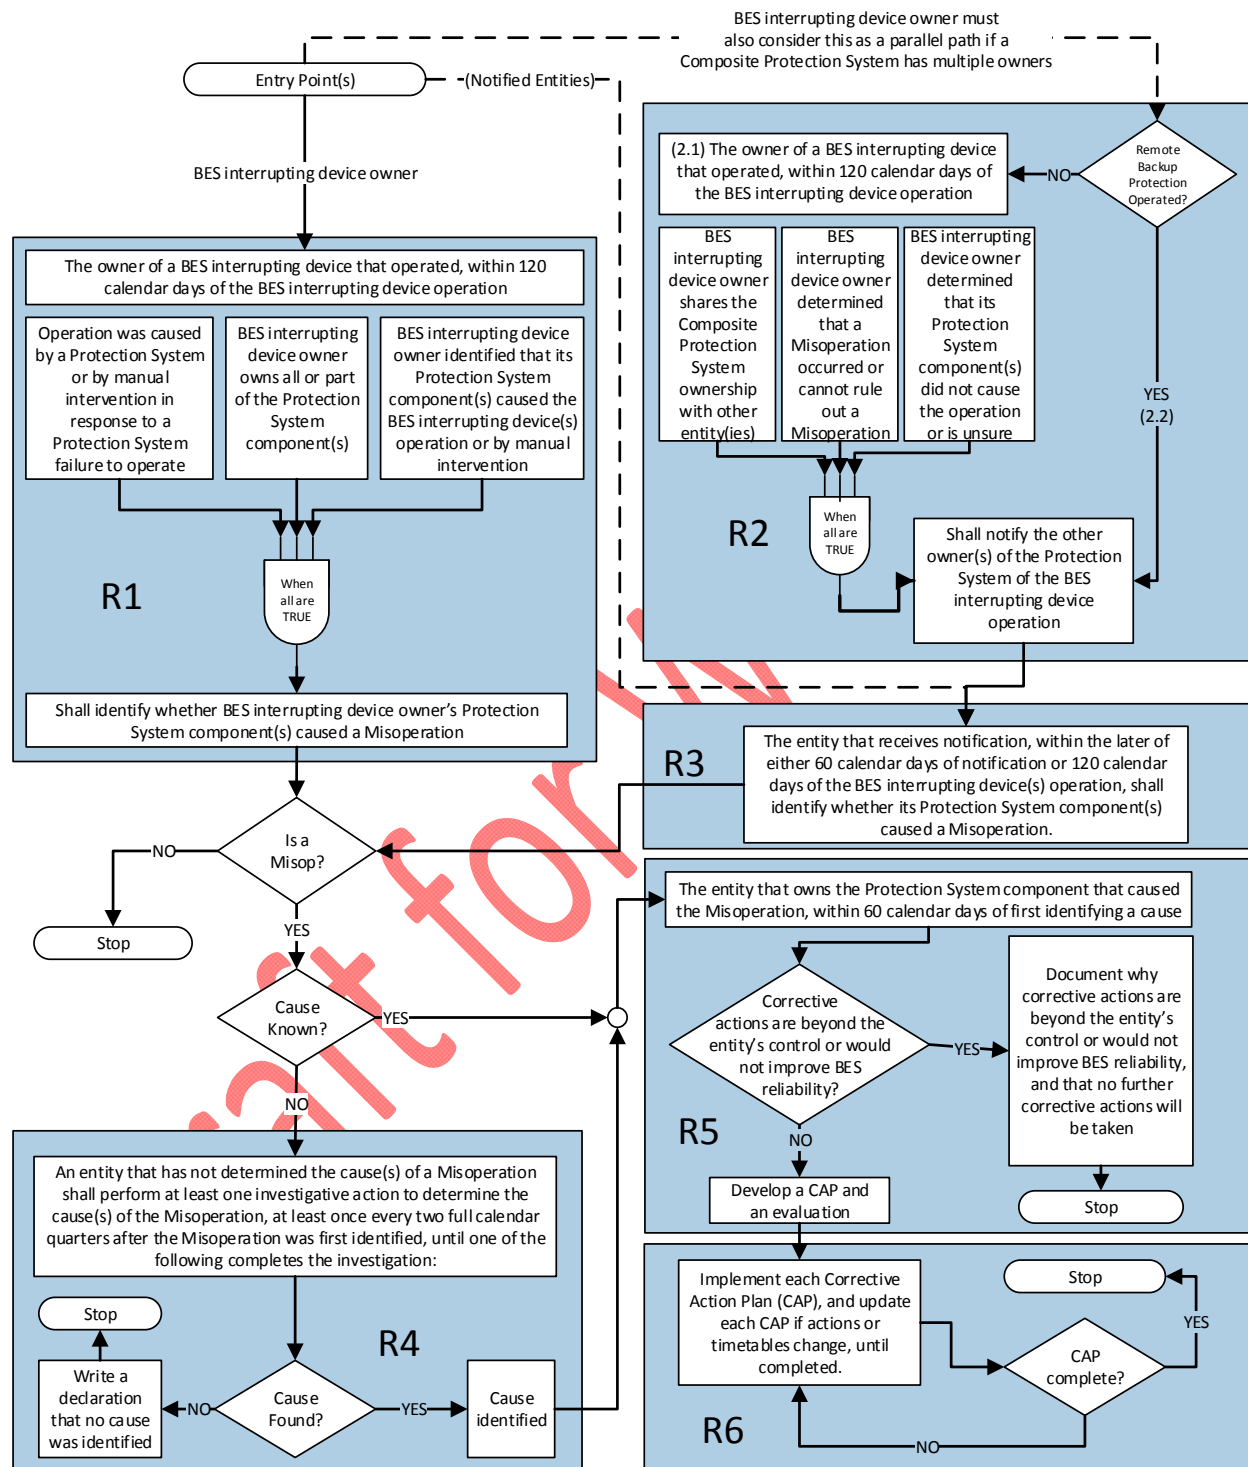 BES interrupting device owner must
also consider this as a parallel path if a
Composite Protection System has multiple owners
Entry Point(s)
(Notified Entities)
BES interrupting device owner
The owner of a BES interrupting device that operated, within 120
calendar days of the BES interrupting device operation
Operation was caused
by a Protection System
or by manual
intervention in
response to a
Protection System
failure to operate
BES interrupting
device owner
owns all or part
of the Protection
System
component(s)
BES interrupting device
owner identified that its
Protection System
component(s) caused the
BES interrupting device(s)
operation or by manual
intervention
When
all are
TRUE
R1
Shall identify whether BES interrupting device owner's Protection
System component(s) caused a Misoperation
(2.1) The owner of a BES interrupting device
that operated, within 120 calendar days of
the BES interrupting device operation
NO
Remote
Backup
Protection
Operated?
BES
interrupting
device owner
shares the
Composite
Protection
System
ownership
with other
entity(ies)
BES
interrupting
device owner
determined
that a
Misoperation
occurred or
cannot rule
out a
Misoperation
BES interrupting
device owner
determined
that its
Protection
System
component(s)
did not cause
the operation
or is unsure
YES
(2.2)
When
all are
TRUE
R2
Shall notify the other
owner(s) of the Protection
System of the BES
interrupting device
operation
R3
The entity that receives notification, within the later of
either 60 calendar days of notification or 120 calendar
days of the BES interrupting device(s) operation, shall
identify whether its Protection System component(s)
caused a Misoperation.
Is a
Misop?
NO
Stop
YES
Cause
Known?
YES
NO
An entity that has not determined the cause(s) of a Misoperation
shall perform at least one investigative action to determine the
cause(s) of the Misoperation, at least once every two full calendar
quarters after the Misoperation was first identified, until one of the
following completes the investigation:
Stop
R4
Write a
declaration
that no cause
was identified
NO
Cause
Found?
YES
Cause
identified
The entity that owns the Protection System component that caused
the Misoperation, within 60 calendar days of first identifying a cause
Corrective
actions are beyond the
entity's control or would
not improve BES
reliability?
YES
Document why
corrective actions are
beyond the entity's
control or would not
improve BES reliability,
and that no further
corrective actions will
be taken
R5
NO
Stop
Develop a CAP and
an evaluation
Implement each Corrective
Action Plan (CAP), and update
each CAP if actions or
timetables change, until
completed.
Stop
YES
CAP
complete?
R6
NO